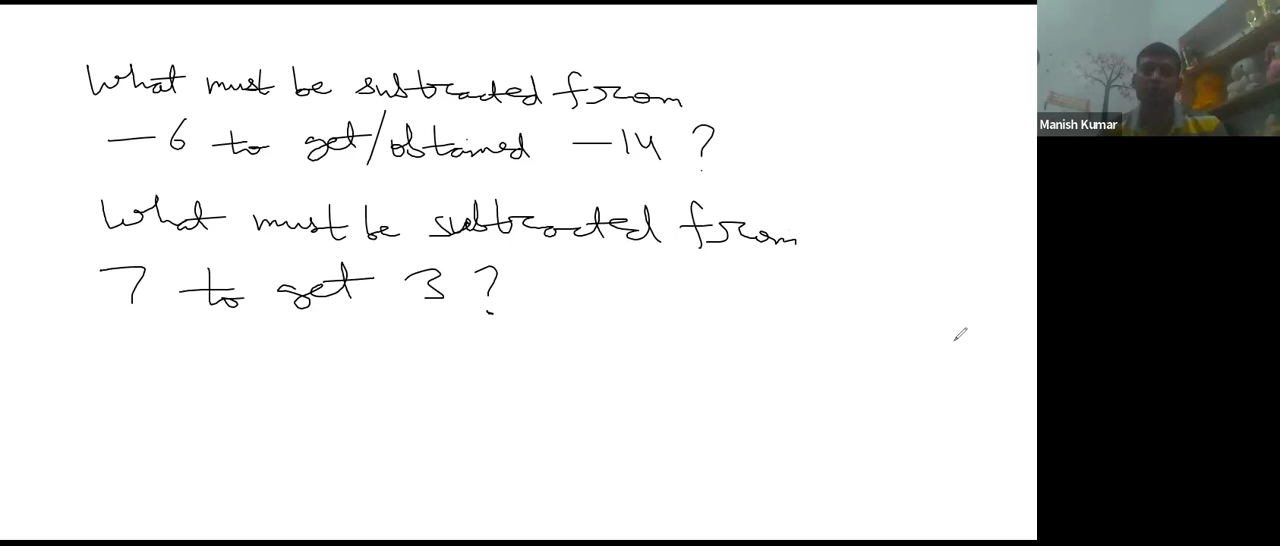 What must be subtracted from
-6 to get/obtained -14 ?
What must be subtracted from
7 to get 3 ?
Manish Kumar